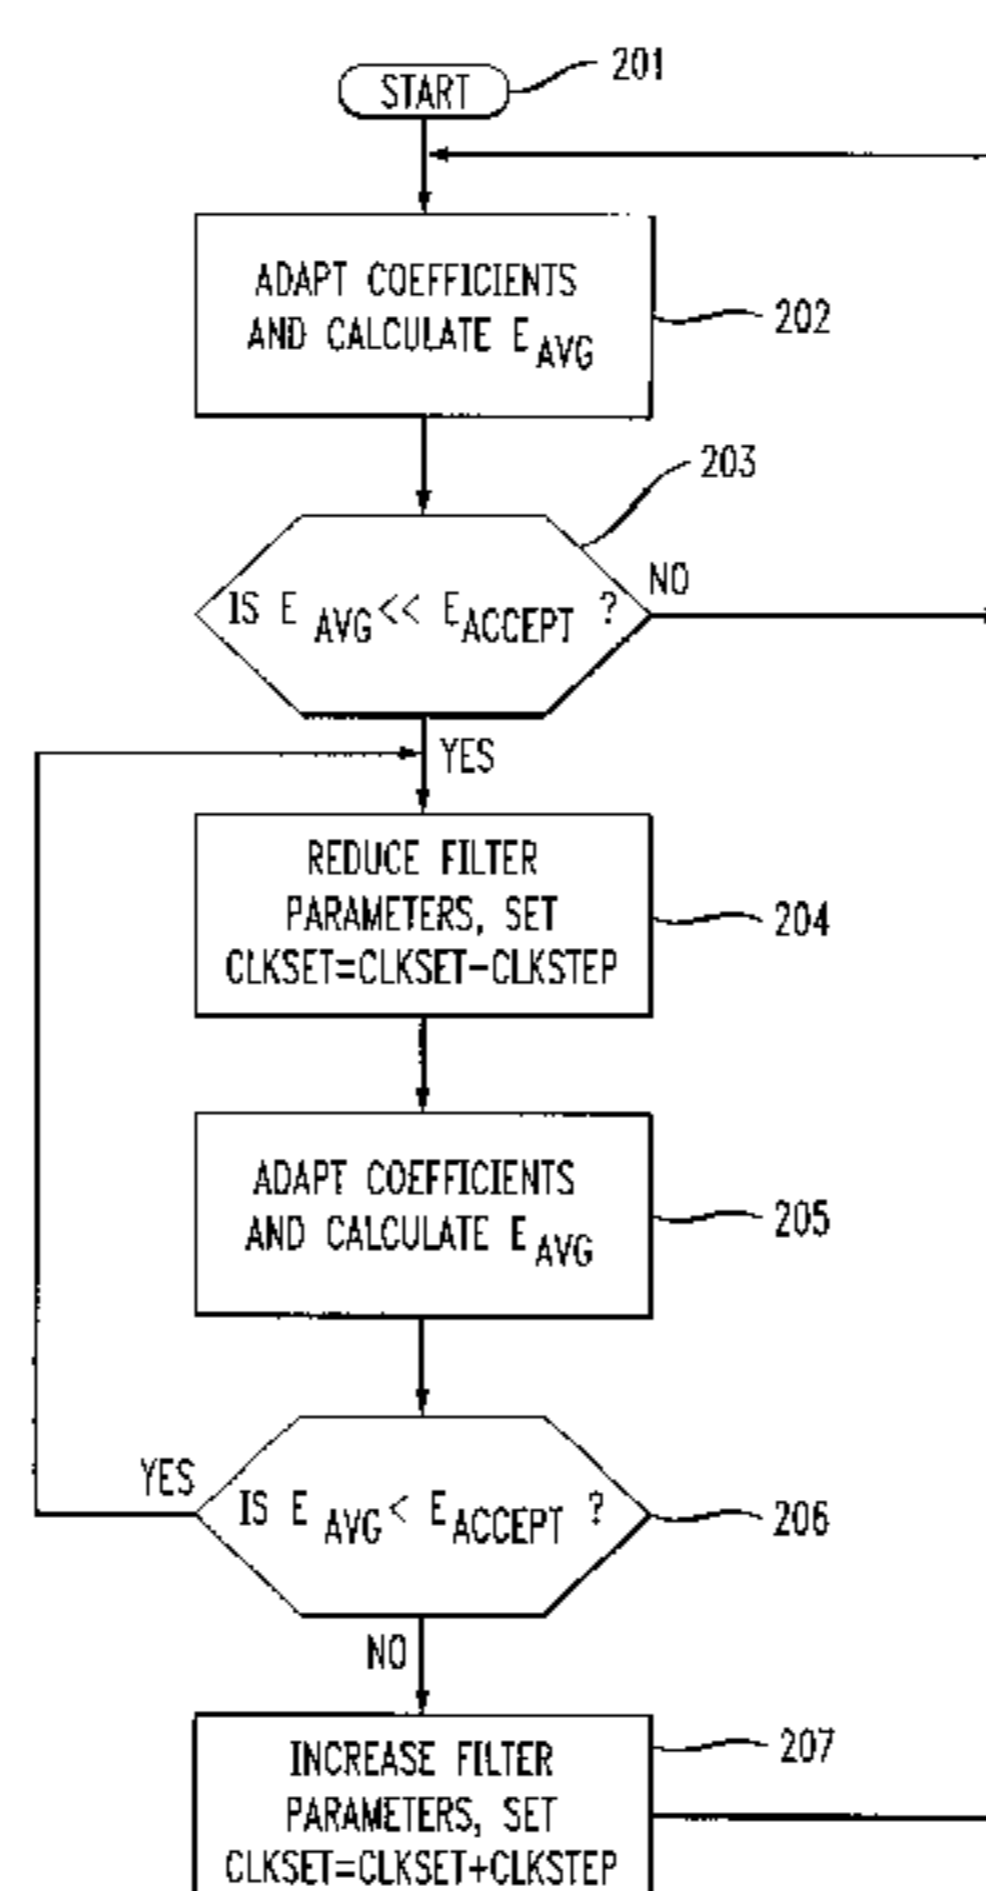 START
201
ADAPT COEFFICIENTS
AND CALCULATE E AVG
202
203
IS E AVG << E ACCEPT ?
NO
YES
REDUCE FILTER
PARAMETERS, SET
CLKSET=CLKSET-CLKSTEP
204
ADAPT COEFFICIENTS
AND CALCULATE E AVG
205
YES
IS E AVG < E ACCEPT ?
206
NO
INCREASE FILTER
PARAMETERS, SET
CLKSET=CLKSET+CLKSTEP
207